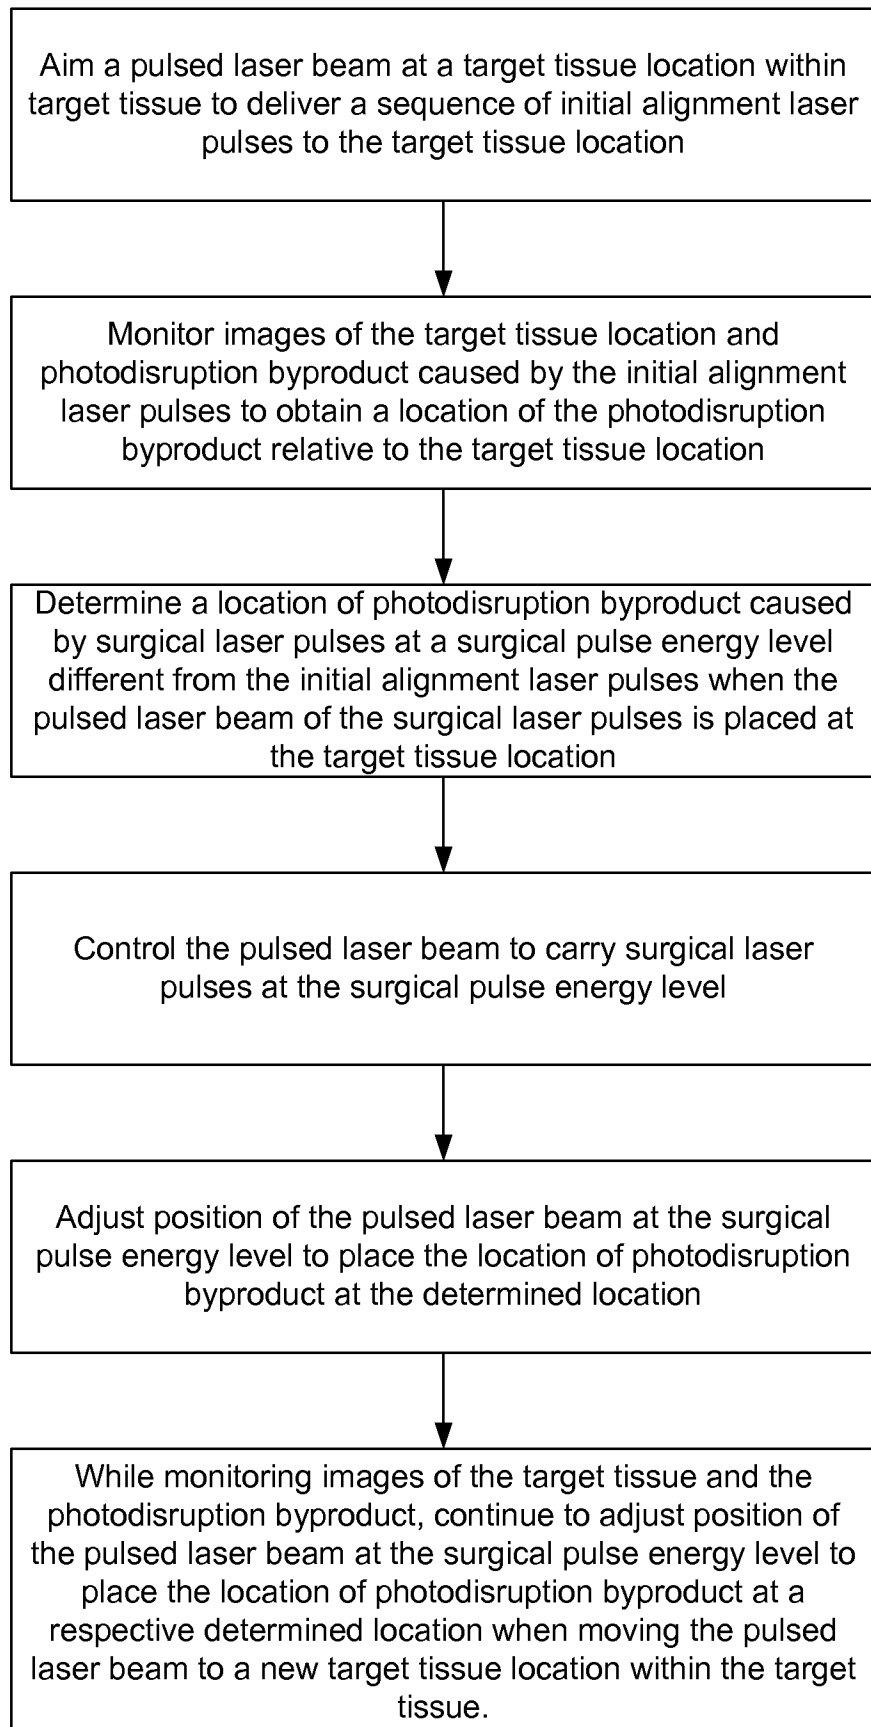 Aim a pulsed laser beam at a target tissue location within
target tissue to deliver a sequence of initial alignment laser
pulses to the target tissue location
Monitor images of the target tissue location and
photodisruption byproduct caused by the initial alignment
laser pulses to obtain a location of the photodisruption
byproduct relative to the target tissue location
Determine a location of photodisruption byproduct caused
by surgical laser pulses at a surgical pulse energy level
different from the initial alignment laser pulses when the
pulsed laser beam of the surgical laser pulses is placed at
the target tissue location
Control the pulsed laser beam to carry surgical laser
pulses at the surgical pulse energy level
Adjust position of the pulsed laser beam at the surgical
pulse energy level to place the location of photodisruption
byproduct at the determined location
While monitoring images of the target tissue and the
photodisruption byproduct, continue to adjust position of
the pulsed laser beam at the surgical pulse energy level to
place the location of photodisruption byproduct at a
respective determined location when moving the pulsed
laser beam to a new target tissue location within the target
tissue.